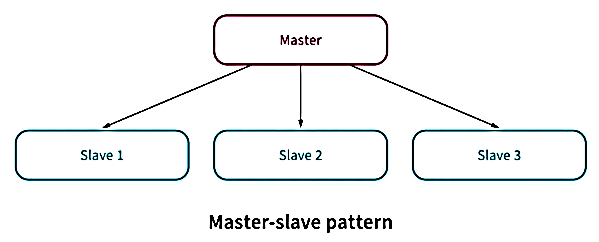 Master
Slave 1
Slave 2
Slave 3
Master-slave pattern